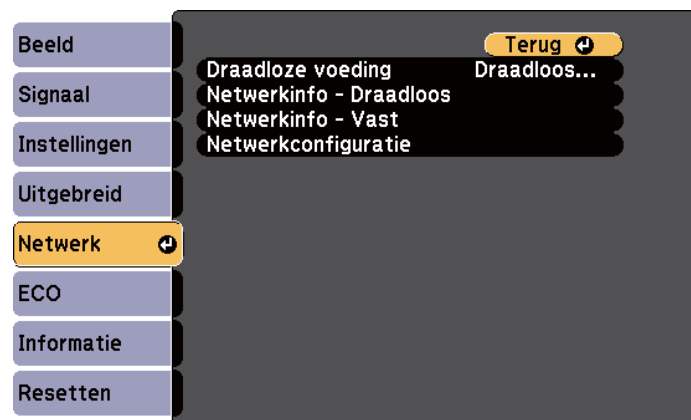 Beeld
Signaal
Instellingen
Uitgebreid
Netwerk
ECO
Informatie
Resetten
Terug
Draadloze voeding Draadloos...
Netwerkinfo - Draadloos
Netwerkinfo - Vast
Netwerkconfiguratie